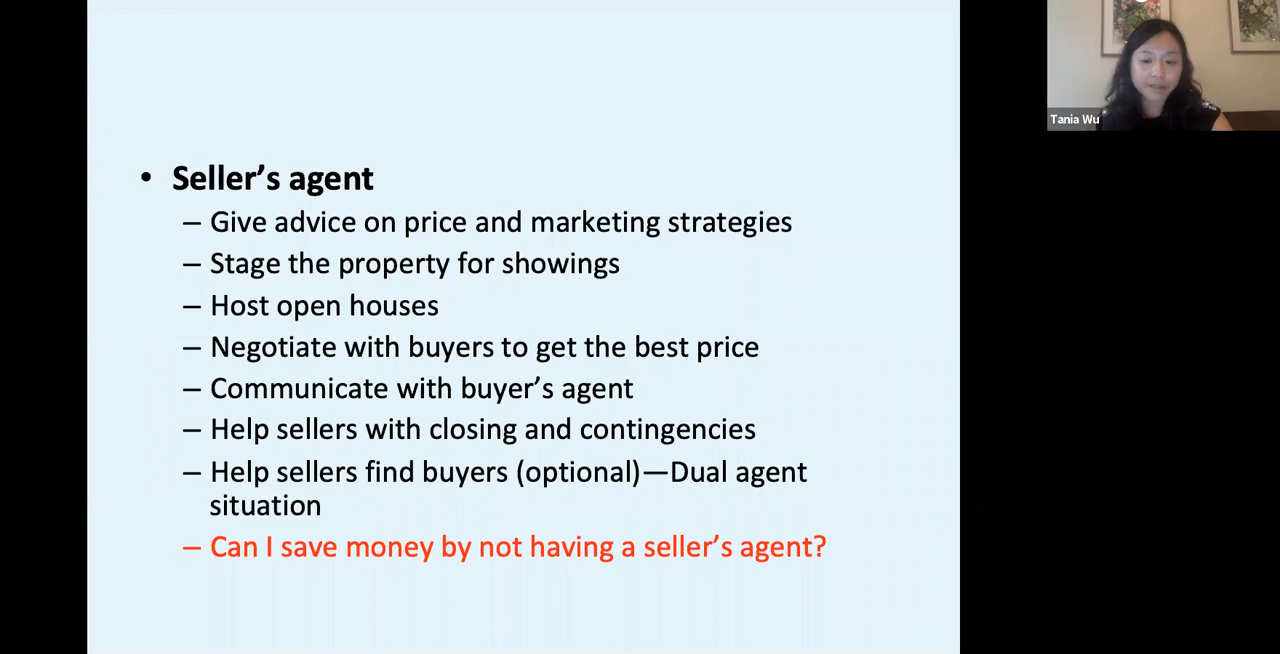 • Seller’s agent
– Give advice on price and marketing strategies
– Stage the property for showings
– Host open houses
– Negotiate with buyers to get the best price
– Communicate with buyer’s agent
– Help sellers with closing and contingencies
– Help sellers find buyers (optional)—Dual agent
situation
– Can I save money by not having a seller’s agent?
Tania Wu